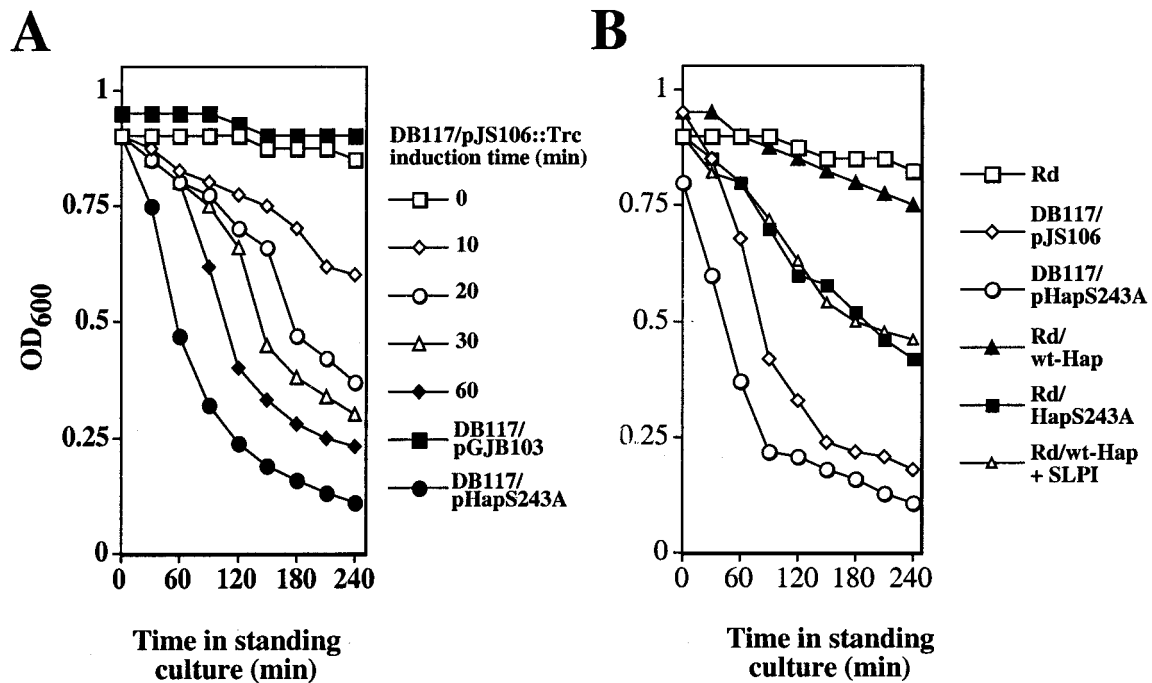 A
B
1
0.75
0.5
0.25
0
OD600
0 60 120 180 240
Time in standing
culture (min)
DB117/pJS106::Trc
induction time (min)
0
10
20
30
60
DB117/
pGJB103
DB117/
pHapS243A
1
0.75
0.5
0.25
0
0 60 120 180 240
Time in standing
culture (min)
Rd
DB117/
pJS106
DB117/
pHapS243A
Rd/
wt-Hap
Rd/
HapS243A
Rd/wt-Hap
+ SLPI